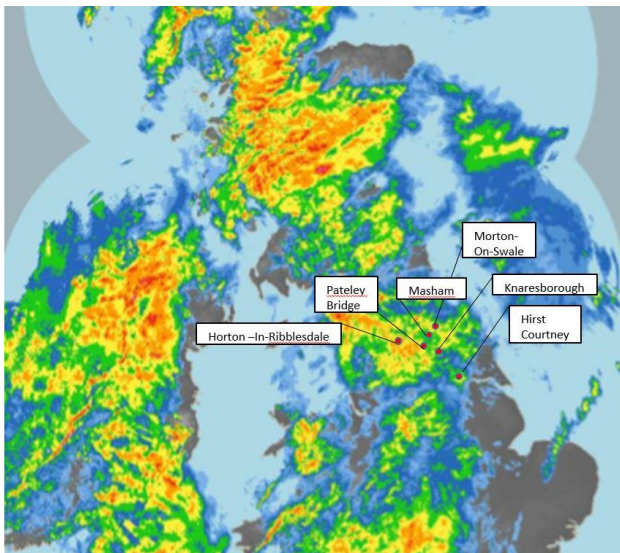 Morton-
On-Swale
Pateley
Bridge
Masham
Knaresborough
Horton –In-Ribblesdale
Hirst
Courtney